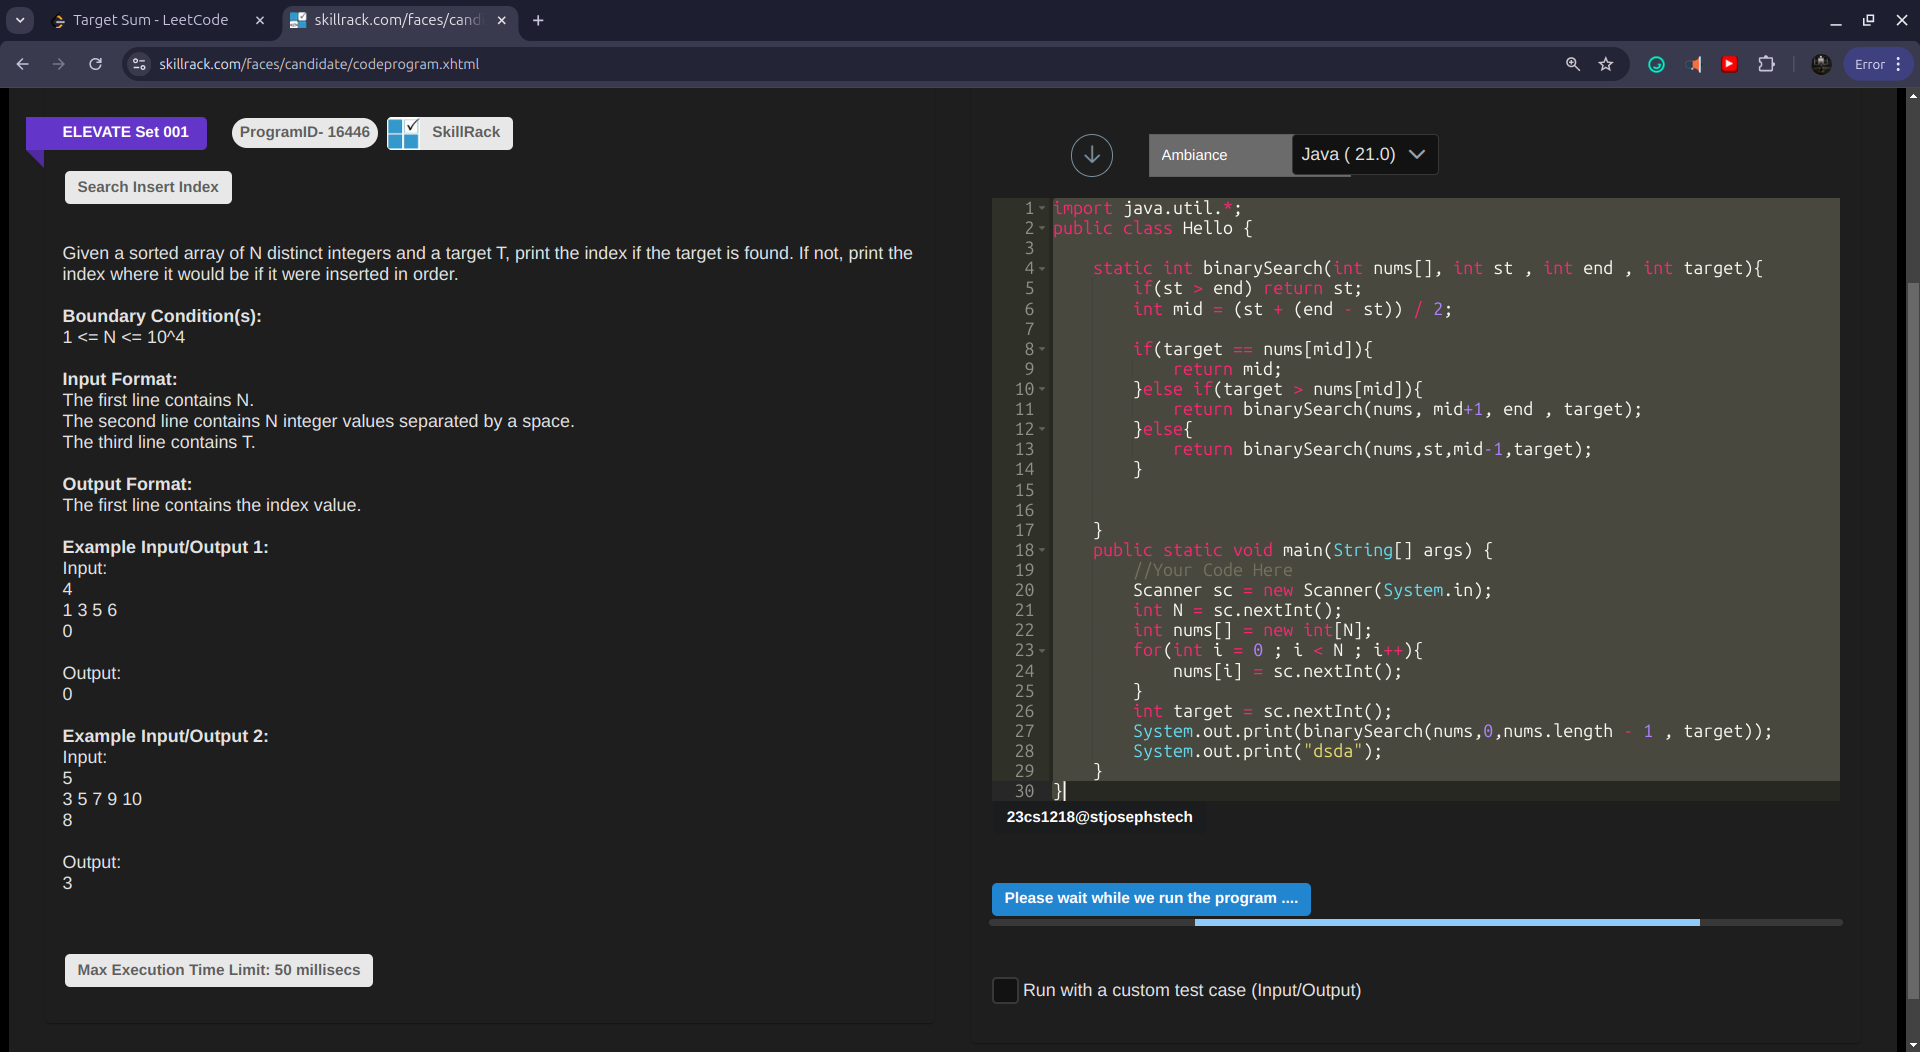 Target Sum - LeetCode
skillrack.com/faces/cand
skillrack.com/faces/candidate/codeprogram.xhtml
Error
ELEVATE Set 001
ProgramID- 16446
SkillRack
Search Insert Index
Given a sorted array of N distinct integers and a target T, print the index if the target is found. If not, print the
index where it would be if it were inserted in order.
Boundary Condition(s):
1 <= N <= 10^4
Input Format:
The first line contains N.
The second line contains N integer values separated by a space.
The third line contains T.
Output Format:
The first line contains the index value.
Example Input/Output 1:
Input:
4
1 3 5 6
0
Output:
0
Example Input/Output 2:
Input:
5
3 5 7 9 10
8
Output:
3
Max Execution Time Limit: 50 millisecs
Ambiance
Java ( 21.0)
1 import java.util.*;
2 public class Hello {
3
4 static int binarySearch(int nums[], int st , int end , int target){
5 if(st > end) return st;
6 int mid = (st + (end - st)) / 2;
7
8 if(target == nums[mid]){
9 return mid;
10 }else if(target > nums[mid]){
11 return binarySearch(nums, mid+1, end , target);
12 }else{
13 return binarySearch(nums,st,mid-1,target);
14 }
15
16
17 }
18 public static void main(String[] args) {
19 //Your Code Here
20 Scanner sc = new Scanner(System.in);
21 int N = sc.nextInt();
22 int nums[] = new int[N];
23 for(int i = 0 ; i < N ; i++){
24 nums[i] = sc.nextInt();
25 }
26 int target = sc.nextInt();
27 System.out.print(binarySearch(nums,0,nums.length - 1 , target));
28 System.out.print("dsda");
29 }
30 }
23cs1218@stjosephstech
Please wait while we run the program ....
Run with a custom test case (Input/Output)